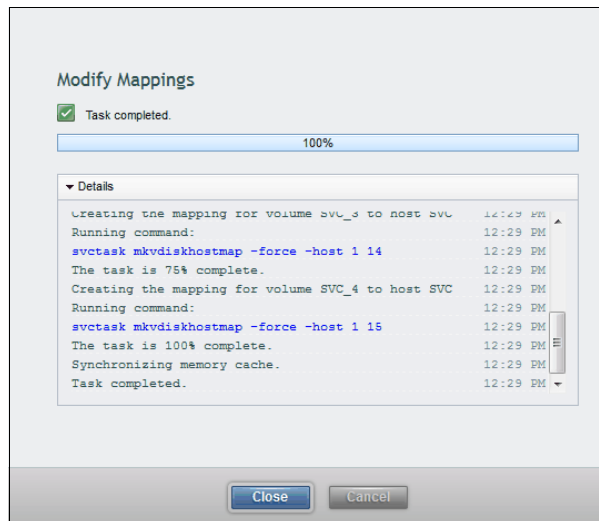 Modify Mappings
Task completed.
100%
Details
Creating the mapping for volume SVC_3 to host SVC 12:29 PM
Running command: 12:29 PM
svctask mkvdiskhostmap -force -host 1 14 12:29 PM
The task is 75% complete. 12:29 PM
Creating the mapping for volume SVC_4 to host SVC 12:29 PM
Running command: 12:29 PM
svctask mkvdiskhostmap -force -host 1 15 12:29 PM
The task is 100% complete. 12:29 PM
Synchronizing memory cache. 12:29 PM
Task completed. 12:29 PM
Close Cancel